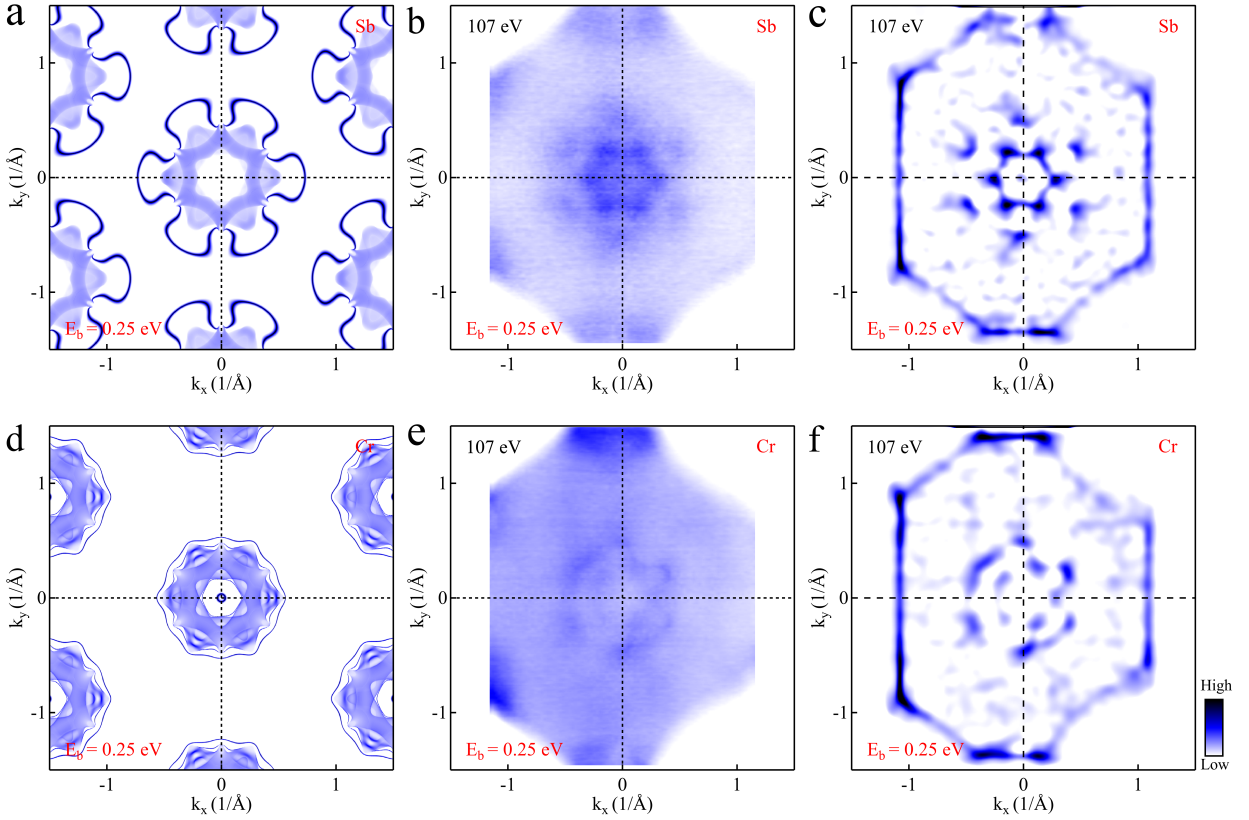 a
Sb
k_y (1/Å)
1
0
-1
E_b = 0.25 eV
-1
0
1
k_x (1/Å)
b
107 eV
Sb
k_y (1/Å)
1
0
-1
E_b = 0.25 eV
-1
0
1
k_x (1/Å)
c
107 eV
Sb
k_y (1/Å)
1
0
-1
E_b = 0.25 eV
-1
0
1
k_x (1/Å)
d
Cr
k_y (1/Å)
1
0
-1
E_b = 0.25 eV
-1
0
1
k_x (1/Å)
e
107 eV
Cr
k_y (1/Å)
1
0
-1
E_b = 0.25 eV
-1
0
1
k_x (1/Å)
f
107 eV
Cr
k_y (1/Å)
1
0
-1
E_b = 0.25 eV
-1
0
1
k_x (1/Å)
High
Low